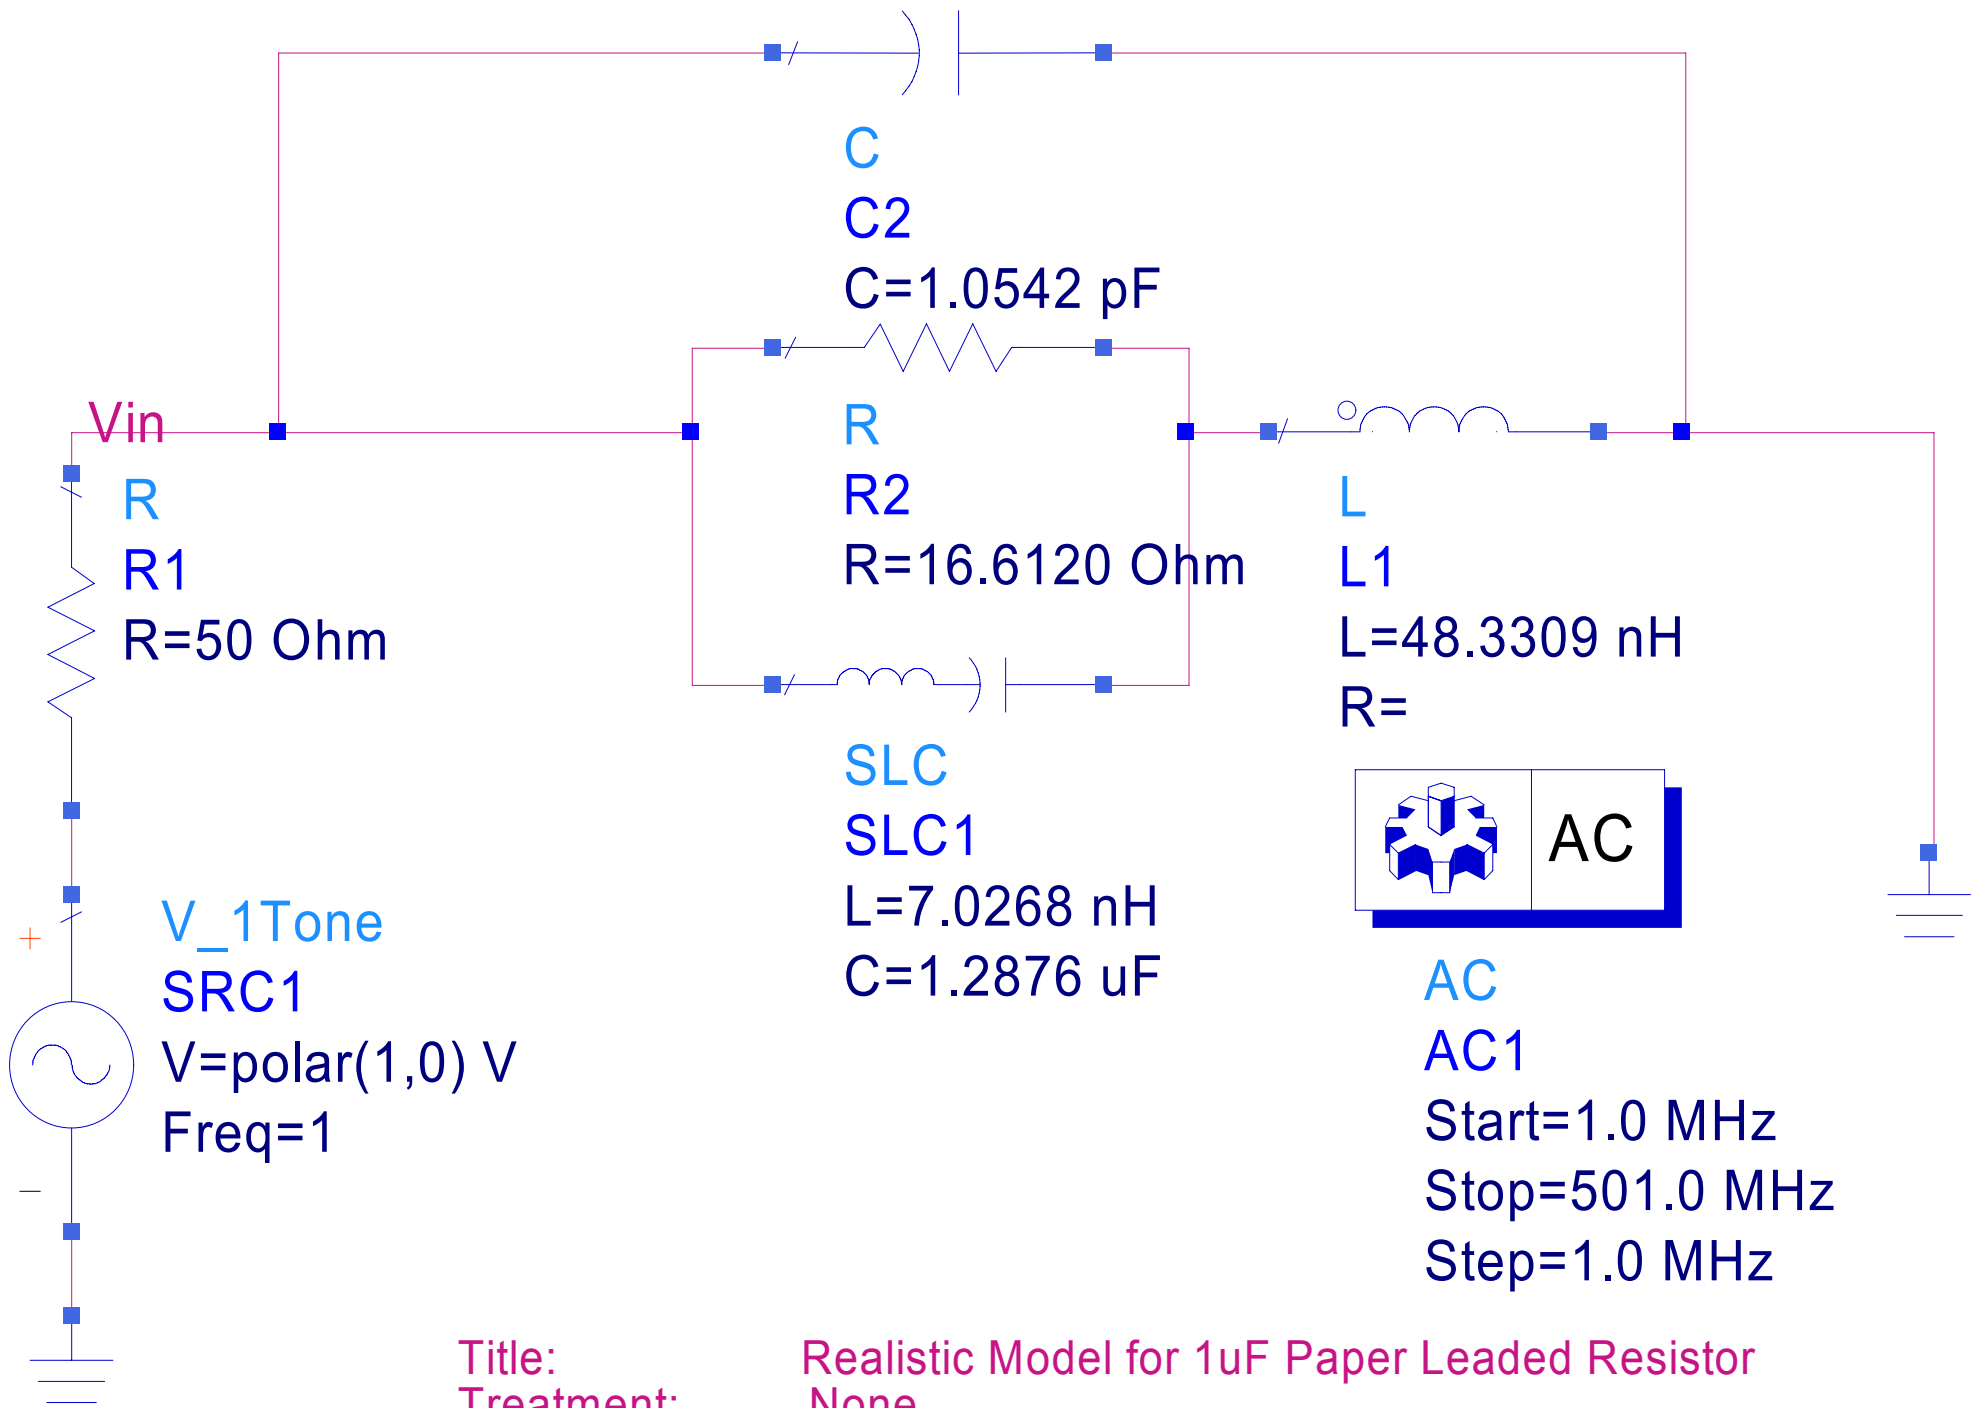 C
C2
C=1.0542 pF
Vin
R
R1
R=50 Ohm
R
R2
R=16.6120 Ohm
L
L1
L=48.3309 nH
R=
SLC
SLC1
L=7.0268 nH
C=1.2876 uF
AC
+
V_1Tone
SRC1
V=polar(1,0) V
Freq=1
–
AC
AC1
Start=1.0 MHz
Stop=501.0 MHz
Step=1.0 MHz
Title: Realistic Model for 1uF Paper Leaded Resistor
Treatment: None